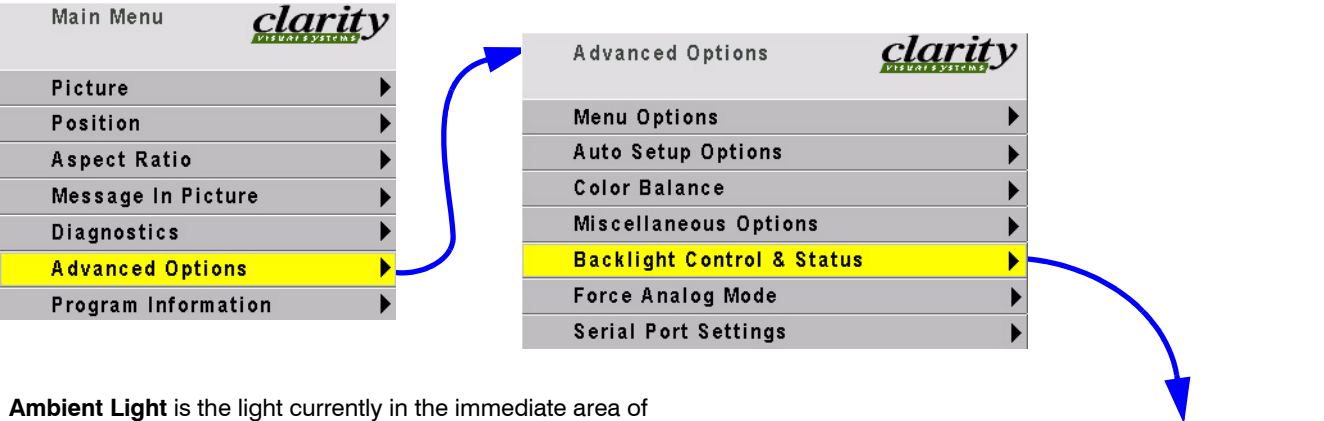 Main Menu
clarity
VISUAL SYSTEMS
Picture
Position
Aspect Ratio
Message In Picture
Diagnostics
Advanced Options
Program Information
Advanced Options
clarity
VISUAL SYSTEMS
Menu Options
Auto Setup Options
Color Balance
Miscellaneous Options
Backlight Control & Status
Force Analog Mode
Serial Port Settings
Ambient Light is the light currently in the immediate area of